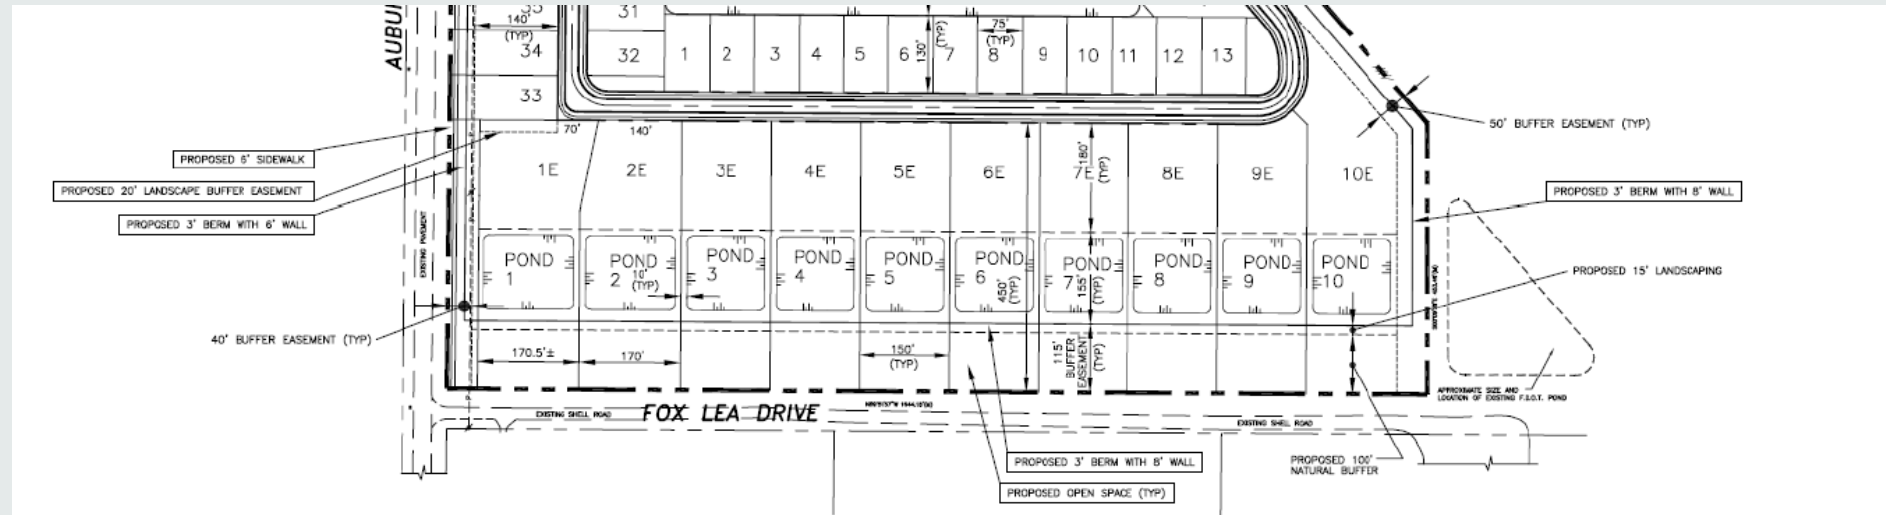 AUBU
35
31
140'
(TYP)
34
33
32
1
2
3
4
5
6
130'
(TYP)
7
75'
(TYP)
8
9
10
11
12
13
50' BUFFER EASEMENT (TYP)
70'
140'
PROPOSED 6' SIDEWALK
PROPOSED 20' LANDSCAPE BUFFER EASEMENT
PROPOSED 3' BERM WITH 6' WALL
EXISTING PAVEMENT
1E
2E
3E
4E
5E
6E
7E
180'
(TYP)
8E
9E
10E
PROPOSED 3' BERM WITH 8' WALL
POND
1
POND
2
10'
(TYP)
POND
3
POND
4
POND
5
POND
6
450'
(TYP)
POND
7
155'
(TYP)
POND
8
POND
9
POND
10
PROPOSED 15' LANDSCAPING
40' BUFFER EASEMENT (TYP)
170.5'±
170'
150'
(TYP)
115'
BUFFER
EASEMENT
(TYP)
APPROXIMATE SIZE AND
LOCATION OF EXISTING F.D.O.T. POND
EXISTING SHELL ROAD
FOX LEA DRIVE
EXISTING SHELL ROAD
PROPOSED 3' BERM WITH 8' WALL
PROPOSED OPEN SPACE (TYP)
PROPOSED 100'
NATURAL BUFFER